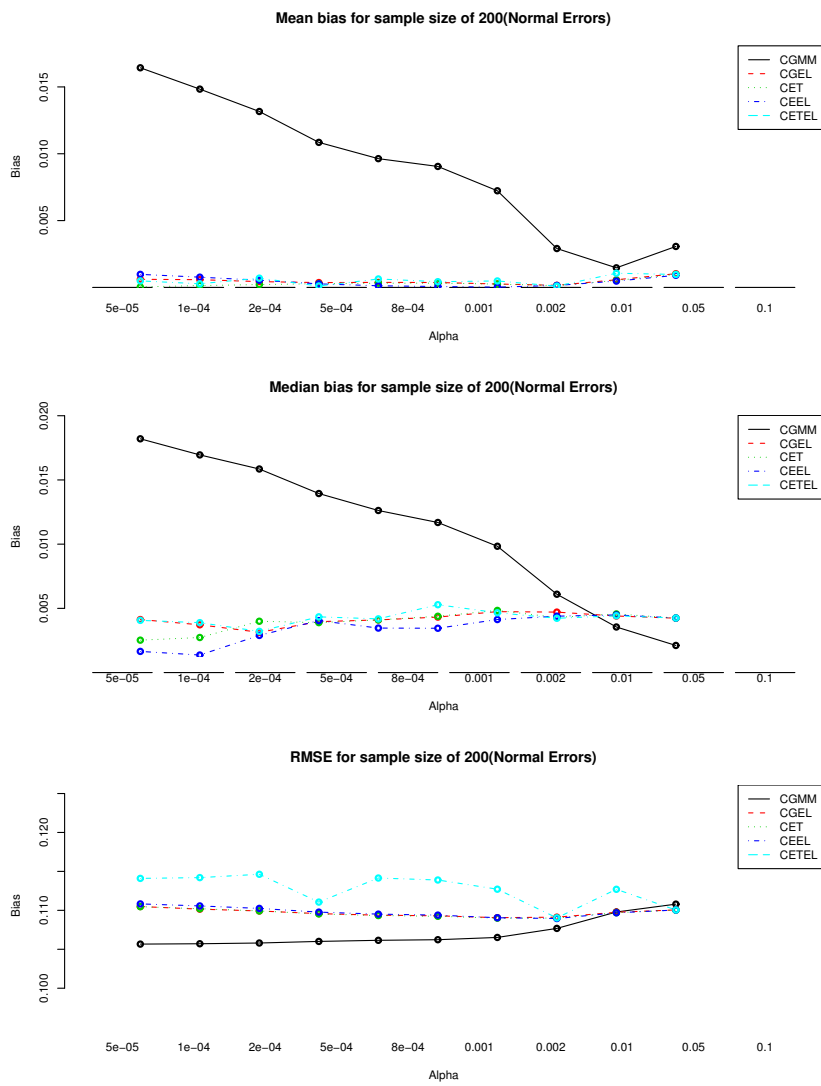 Mean bias for sample size of 200(Normal Errors)
CGMM
CGEL
CET
CEEL
CETEL
0.015
0.010
0.005
Bias
5e−05 1e−04 2e−04 5e−04 8e−04 0.001 0.002 0.01 0.05 0.1
Alpha
Median bias for sample size of 200(Normal Errors)
CGMM
CGEL
CET
CEEL
CETEL
0.020
0.015
0.010
0.005
Bias
5e−05 1e−04 2e−04 5e−04 8e−04 0.001 0.002 0.01 0.05 0.1
Alpha
RMSE for sample size of 200(Normal Errors)
CGMM
CGEL
CET
CEEL
CETEL
0.120
0.110
0.100
Bias
5e−05 1e−04 2e−04 5e−04 8e−04 0.001 0.002 0.01 0.05 0.1
Alpha